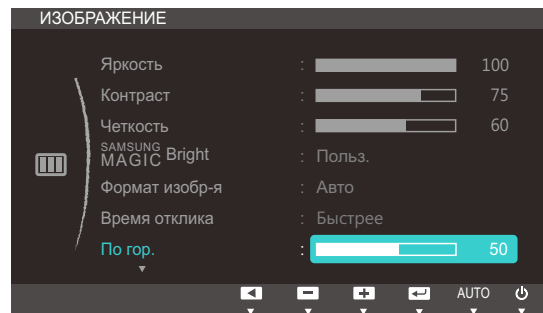 ИЗОБРАЖЕНИЕ
Яркость : 100
Контраст : 75
Четкость : 60
SAMSUNG MAGIC Bright : Польз.
Формат изобр-я : Авто
Время отклика : Быстрее
По гор. : 50
AUTO